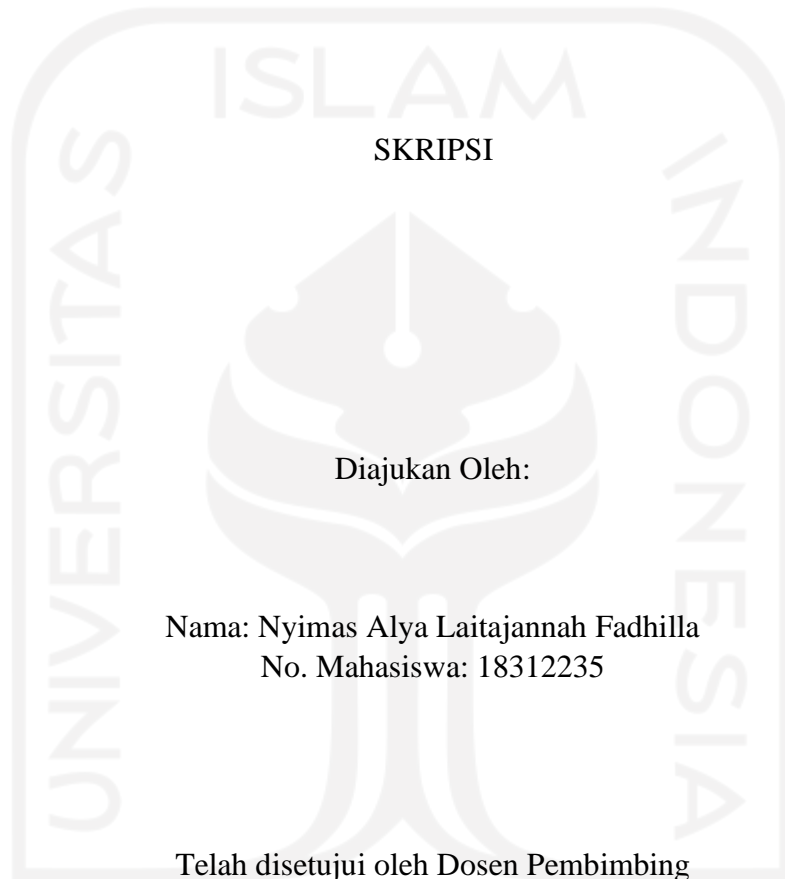 UNIVERSITAS
ISLAM
INDONESIA
SKRIPSI
Diajukan Oleh:
Nama: Nyimas Alya Laitajannah Fadhilla
No. Mahasiswa: 18312235
Telah disetujui oleh Dosen Pembimbing